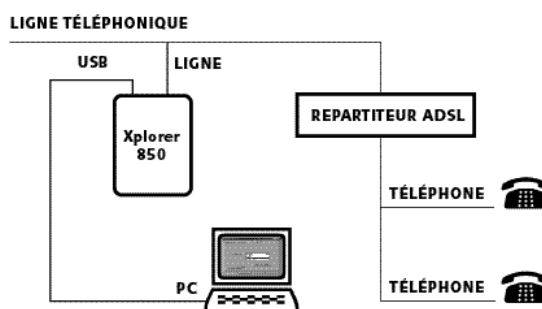 LIGNE TÉLÉPHONIQUE
USB
LIGNE
Xplorer
850
REPARTITEUR ADSL
TÉLÉPHONE
PC
TÉLÉPHONE